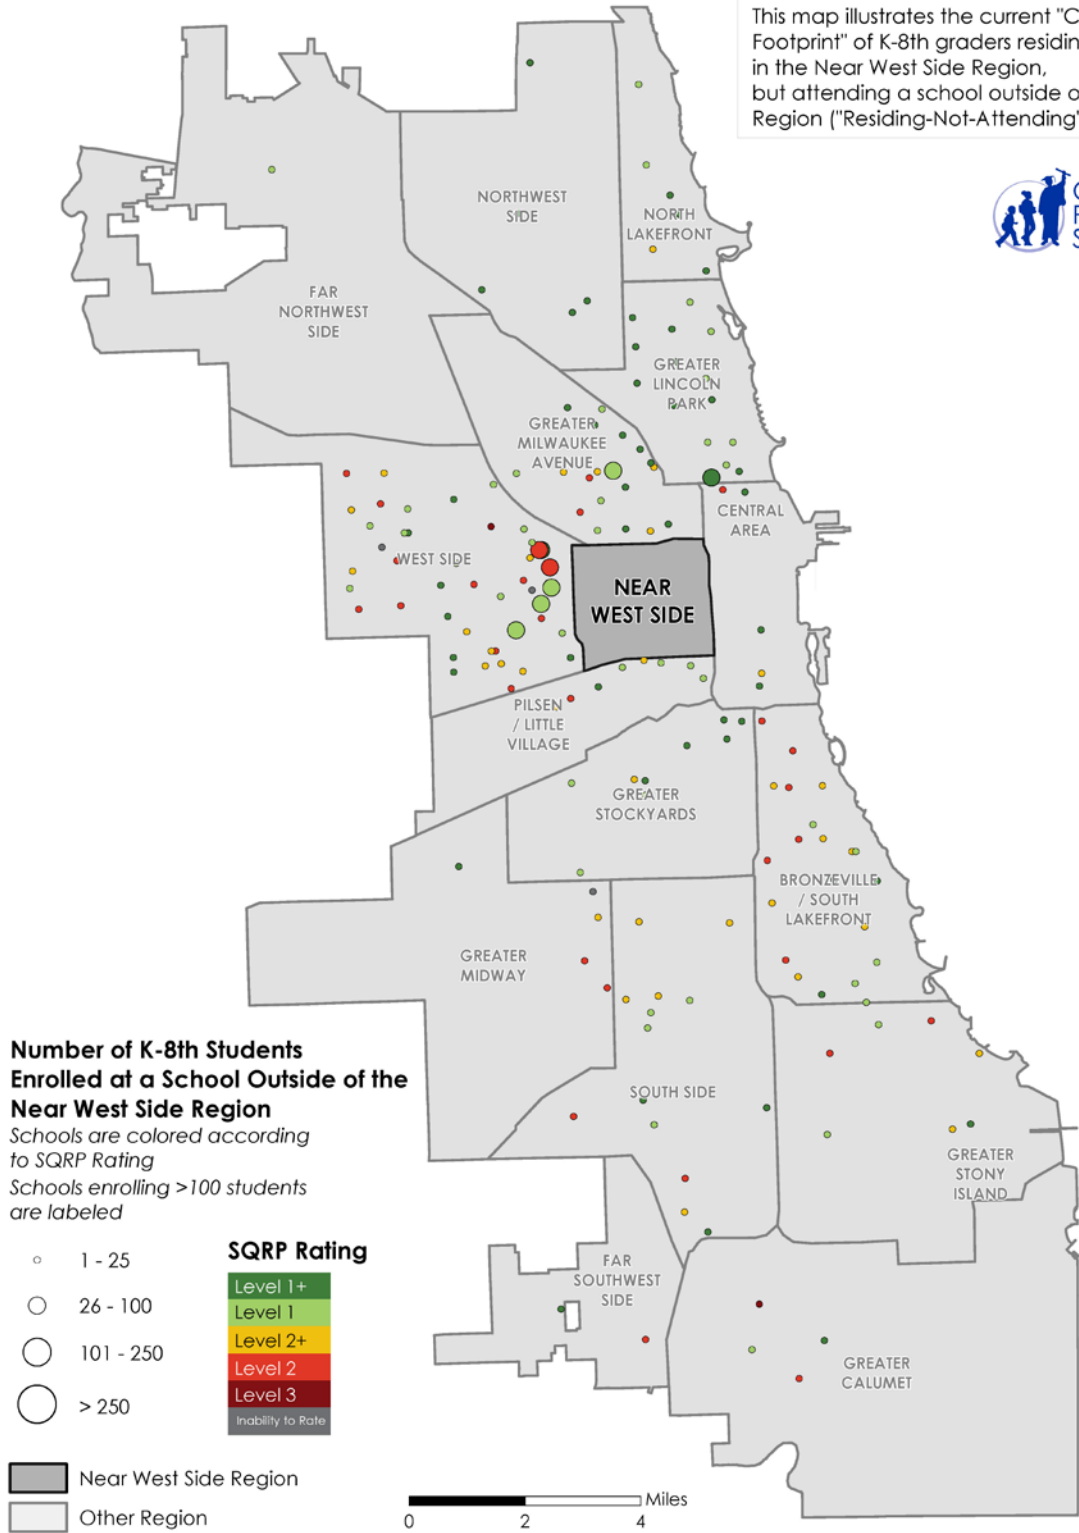 This map illustrates the current "C
Footprint" of K-8th graders residin
in the Near West Side Region,
but attending a school outside o
Region ("Residing-Not-Attending"
NORTHWEST
SIDE
NORTH
LAKEFRONT
FAR
NORTHWEST
SIDE
GREATER
LINCOLN
PARK
GREATER
MILWAUKEE
AVENUE
CENTRAL
AREA
WEST SIDE
NEAR
WEST SIDE
PILSEN
/ LITTLE
VILLAGE
GREATER
STOCKYARDS
BRONZEVILLE
/ SOUTH
LAKEFRONT
GREATER
MIDWAY
SOUTH SIDE
GREATER
STONY
ISLAND
FAR
SOUTHWEST
SIDE
GREATER
CALUMET
Number of K-8th Students
Enrolled at a School Outside of the
Near West Side Region
Schools are colored according
to SQRP Rating
Schools enrolling >100 students
are labeled
1 - 25
26 - 100
101 - 250
> 250
SQRP Rating
Level 1+
Level 1
Level 2+
Level 2
Level 3
Inability to Rate
Near West Side Region
Other Region
Miles
0 2 4